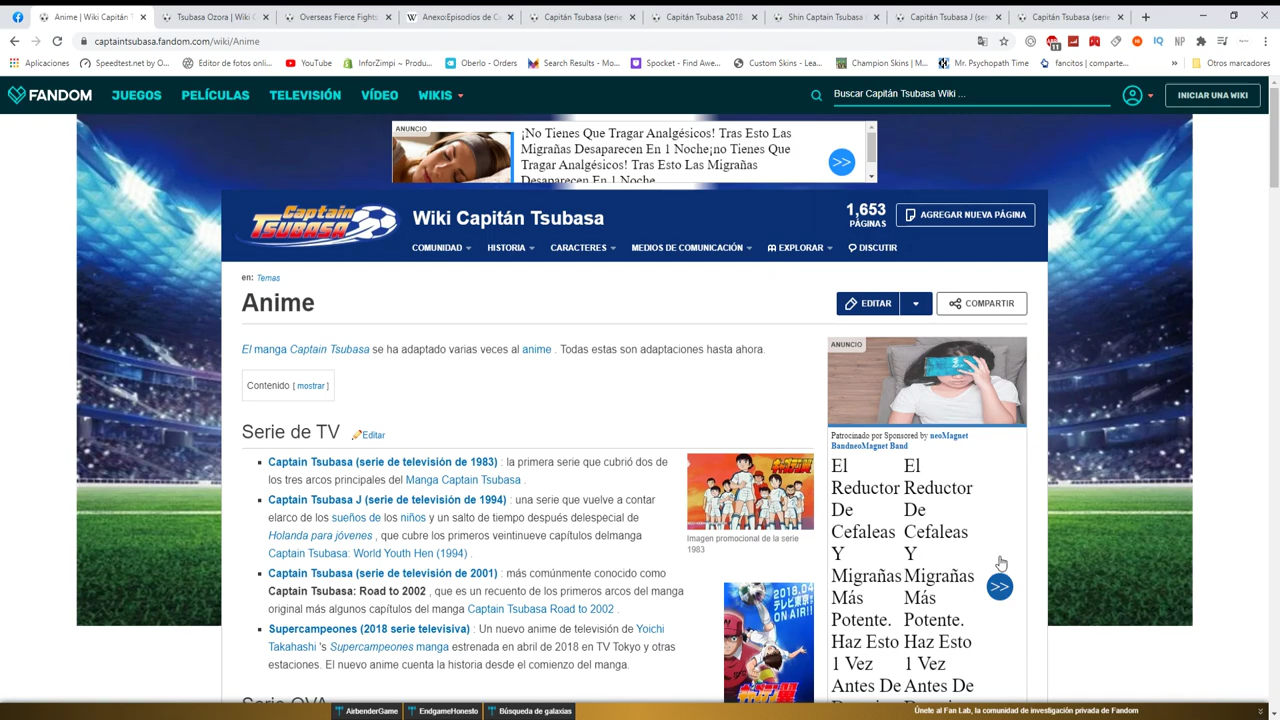 Anime | Wiki Capitán T
Tsubasa Ozora | Wiki C
Overseas Fierce Fights
Anexo:Episodios de C
Capitán Tsubasa (serie
Capitán Tsubasa 2018
Shin Captain Tsubasa
Capitán Tsubasa J (ser
Capitán Tsubasa (serie
captaintsubasa.fandom.com/wiki/Anime
11
Aplicaciones
Speedtest.net by O...
Editor de fotos onli...
YouTube
InforZimpi ~ Produ...
Oberlo - Orders
Search Results - Mo...
Spocket - Find Awe...
Custom Skins - Lea...
Champion Skins | M...
Mr. Psychopath Time
fancitos | comparte...
»
Otros marcadores
FANDOM
JUEGOS
PELÍCULAS
TELEVISIÓN
VÍDEO
WIKIS
Buscar Capitán Tsubasa Wiki ...
INICIAR UNA WIKI
ANUNCIO
¡No Tienes Que Tragar Analgésicos! Tras Esto Las
Migrañas Desaparecen En 1 Noche¡no Tienes Que
Tragar Analgésicos! Tras Esto Las Migrañas
Desaparecen En 1 Noche
>>
Captain TSUBASA
Wiki Capitán Tsubasa
1,653
PÁGINAS
AGREGAR NUEVA PÁGINA
COMUNIDAD
HISTORIA
CARACTERES
MEDIOS DE COMUNICACIÓN
EXPLORAR
DISCUTIR
en: Temas
Anime
EDITAR
COMPARTIR
El manga Captain Tsubasa se ha adaptado varias veces al anime . Todas estas son adaptaciones hasta ahora.
Contenido [ mostrar ]
Serie de TV
Editar
Captain Tsubasa (serie de televisión de 1983) : la primera serie que cubrió dos de
los tres arcos principales del Manga Captain Tsubasa .
Captain Tsubasa J (serie de televisión de 1994) : una serie que vuelve a contar
elarco de los sueños de los niños y un salto de tiempo después delespecial de
Holanda para jóvenes , que cubre los primeros veintinueve capítulos delmanga
Captain Tsubasa: World Youth Hen (1994) .
Captain Tsubasa (serie de televisión de 2001) : más comúnmente conocido como
Captain Tsubasa: Road to 2002 , que es un recuento de los primeros arcos del manga
original más algunos capítulos del manga Captain Tsubasa Road to 2002 .
Supercampeones (2018 serie televisiva) : Un nuevo anime de televisión de Yoichi
Takahashi 's Supercampeones manga estrenada en abril de 2018 en TV Tokyo y otras
estaciones. El nuevo anime cuenta la historia desde el comienzo del manga.
Serie OVA
Imagen promocional de la serie
1983
2018.04
ON AIR!!
ANUNCIO
Patrocinado por Sponsored by neoMagnet
BandneoMagnet Band
El El
Reductor Reductor
De De
Cefaleas Cefaleas
Y Y
Migrañas Migrañas
Más Más
Potente. Potente.
Haz Esto Haz Esto
1 Vez 1 Vez
Antes De Antes De
>>
AirbenderGame
EndgameHonesto
Búsqueda de galaxias
Únete al Fan Lab, la comunidad de investigación privada de Fandom